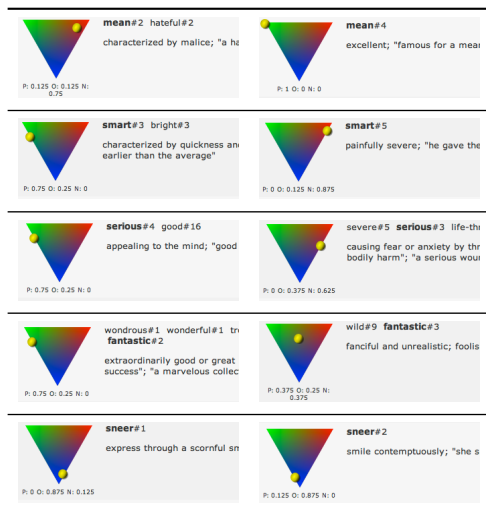 mean#2 hateful#2
characterized by malice; "a ha
P: 0.125 O: 0.125 N:
0.75
mean#4
excellent; "famous for a mear
P: 1 O: 0 N: 0
smart#3 bright#3
characterized by quickness and
earlier than the average"
P: 0.75 O: 0.25 N: 0
smart#5
painfully severe; "he gave the
P: 0 O: 0.125 N: 0.875
serious#4 good#16
appealing to the mind; "good
P: 0.75 O: 0.25 N: 0
severe#5 serious#3 life-thr
causing fear or anxiety by thr
bodily harm"; "a serious wour
P: 0 O: 0.375 N: 0.625
wondrous#1 wonderful#1 tr
fantastic#2
extraordinarily good or great
success"; "a marvelous collec
P: 0.75 O: 0.25 N: 0
wild#9 fantastic#3
fanciful and unrealistic; foolis
P: 0.375 O: 0.25 N:
0.375
sneer#1
express through a scornful sm
P: 0 O: 0.875 N: 0.125
sneer#2
smile contemptuously; "she s
P: 0.125 O: 0.875 N: 0